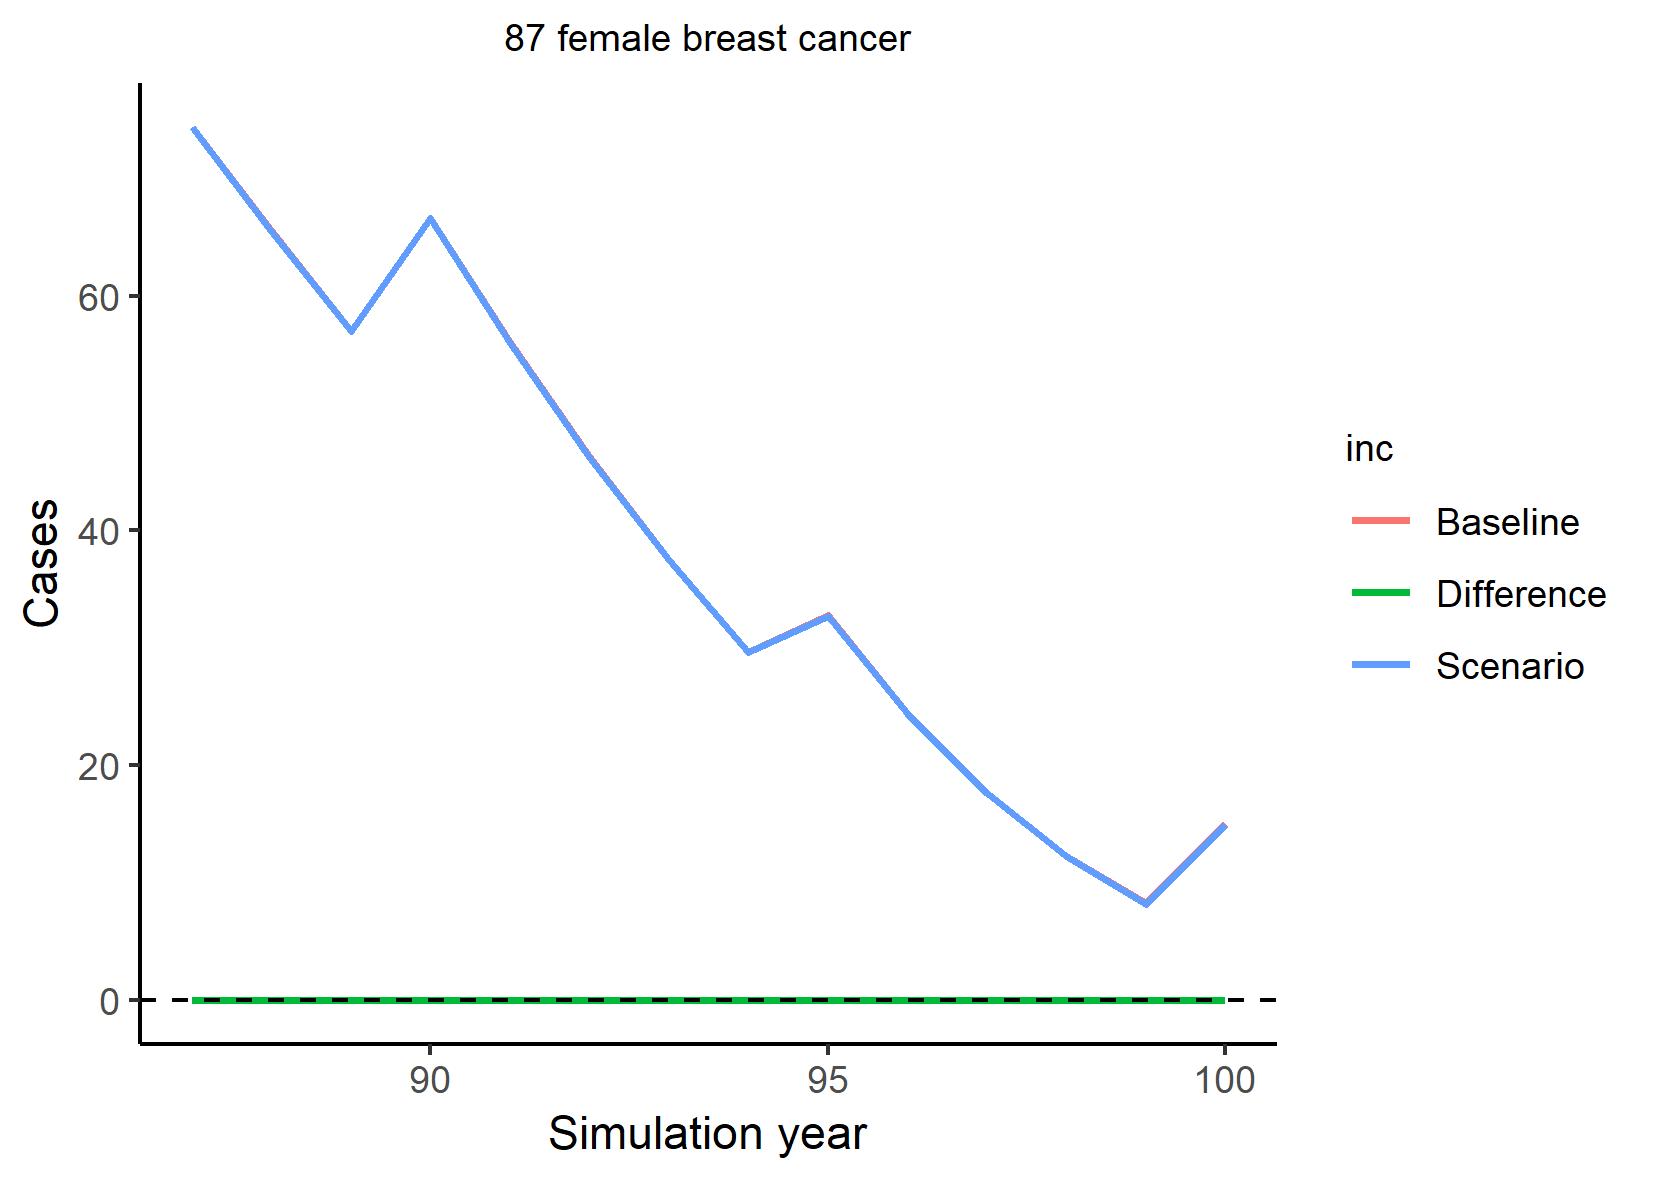 87 female breast cancer
Cases
60
40
20
0
90 95 100
Simulation year
inc
Baseline
Difference
Scenario